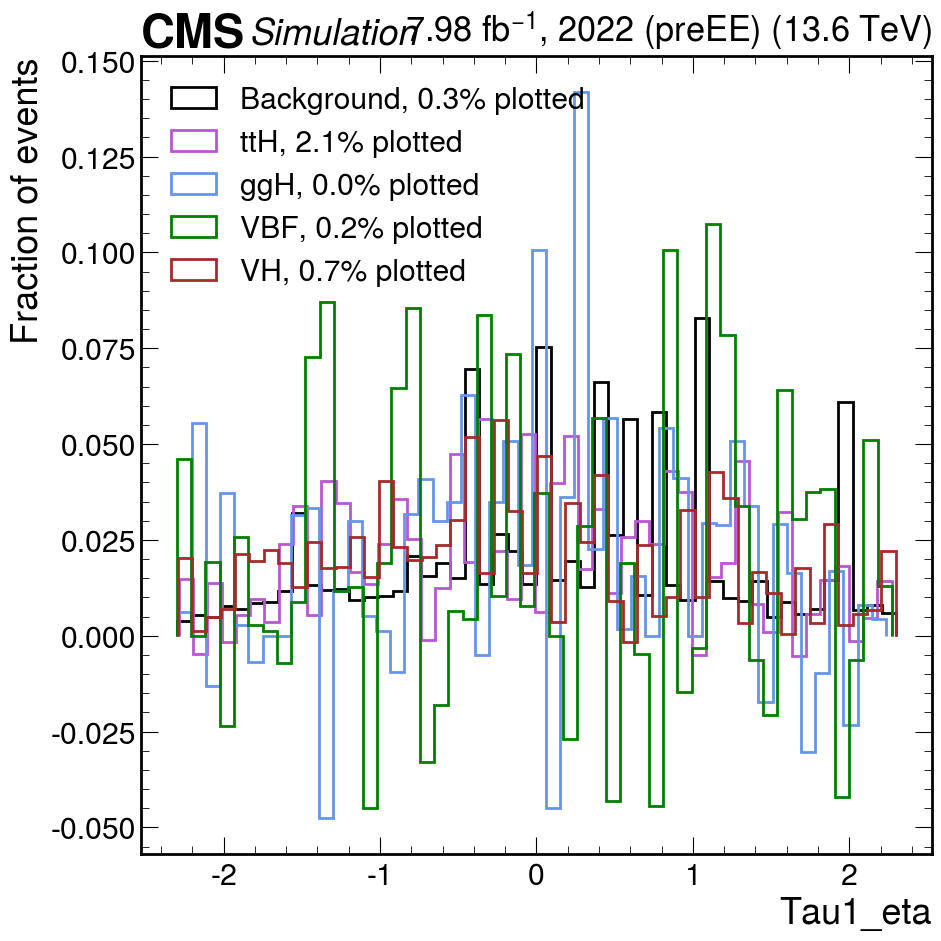 CMS Simulation 7.98 fb⁻¹, 2022 (preEE) (13.6 TeV)
Fraction of events
0.150
0.125
0.100
0.075
0.050
0.025
0.000
-0.025
-0.050
Background, 0.3% plotted
ttH, 2.1% plotted
ggH, 0.0% plotted
VBF, 0.2% plotted
VH, 0.7% plotted
-2 -1 0 1 2
Tau1_eta